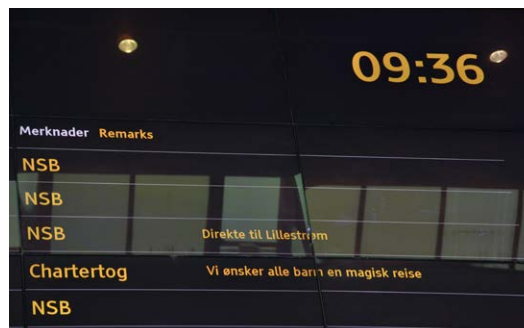 09:36
Merknader Remarks
NSB
NSB
NSB Direkte til Lillestrøm
Chartertog Vi ønsker alle barn en magisk reise
NSB